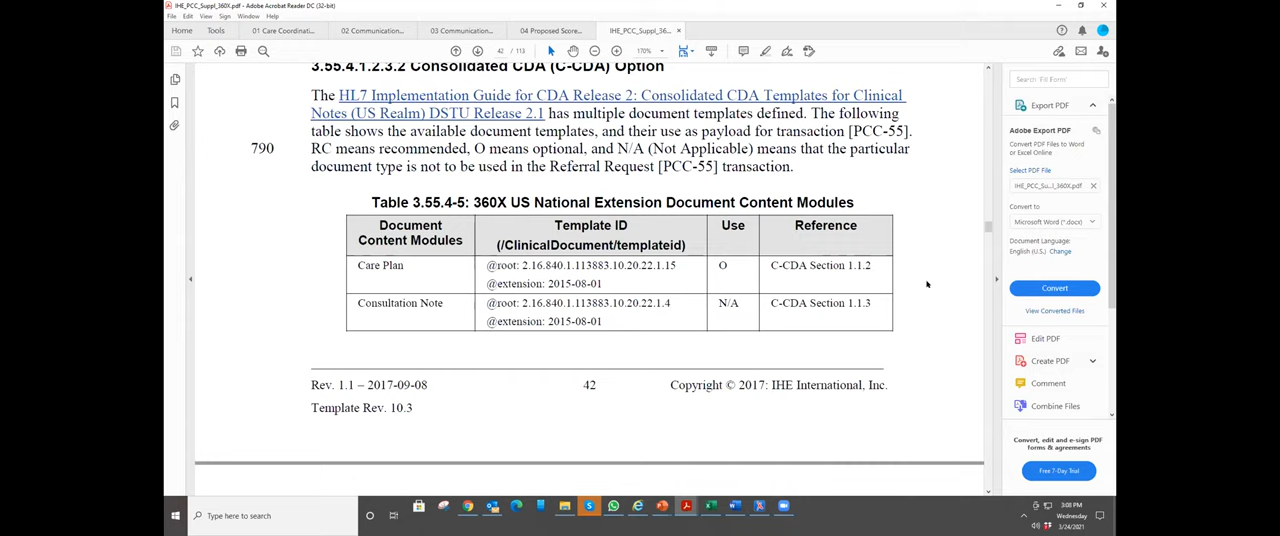 IHE_PCC_Suppl_360X.pdf - Adobe Acrobat Reader DC (32-bit)
File Edit View Sign Window Help
Home Tools 01 Care Coordinati... 02 Communication... 03 Communication... 04 Proposed Score... IHE_PCC_Suppl_36... ×
42 / 113 170%
3.55.4.1.2.3.2 Consolidated CDA (C-CDA) Option
The HL7 Implementation Guide for CDA Release 2: Consolidated CDA Templates for Clinical
Notes (US Realm) DSTU Release 2.1 has multiple document templates defined. The following
table shows the available document templates, and their use as payload for transaction [PCC-55].
790 RC means recommended, O means optional, and N/A (Not Applicable) means that the particular
document type is not to be used in the Referral Request [PCC-55] transaction.
Table 3.55.4-5: 360X US National Extension Document Content Modules
Document Content Modules Template ID (/ClinicalDocument/templateid) Use Reference
Care Plan @root: 2.16.840.1.113883.10.20.22.1.15 O C-CDA Section 1.1.2
@extension: 2015-08-01
Consultation Note @root: 2.16.840.1.113883.10.20.22.1.4 N/A C-CDA Section 1.1.3
@extension: 2015-08-01
Rev. 1.1 – 2017-09-08 42 Copyright © 2017: IHE International, Inc.
Template Rev. 10.3
Search 'Fill Form'
Export PDF
Adobe Export PDF
Convert PDF Files to Word
or Excel Online
Select PDF File
IHE_PCC_Su...l_360X.pdf ×
Convert to
Microsoft Word (*.docx)
Document Language:
English (U.S.) Change
Convert
View Converted Files
Edit PDF
Create PDF
Comment
Combine Files
Convert, edit and e-sign PDF
forms & agreements
Free 7-Day Trial
Type here to search
3:08 PM
Wednesday
3/24/2021